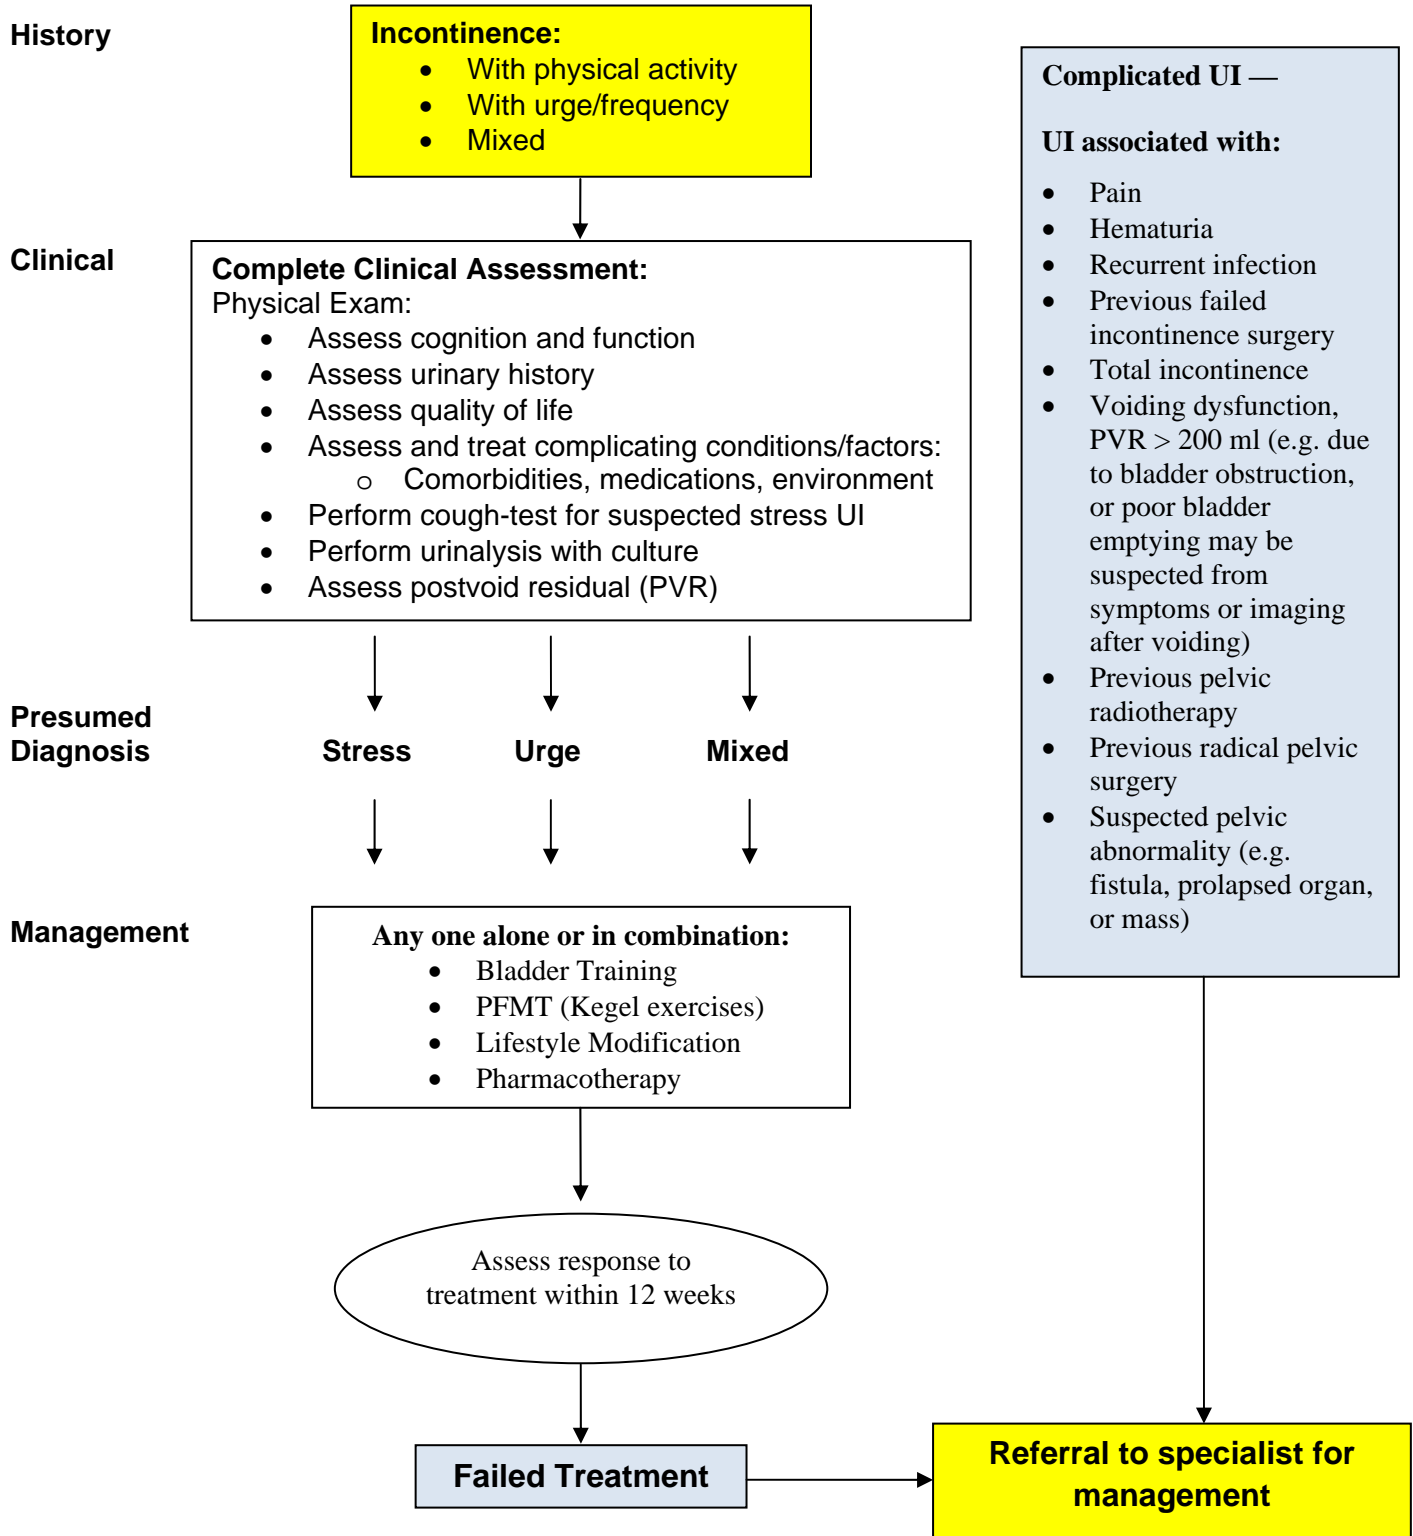 History
Incontinence:
• With physical activity
• With urge/frequency
• Mixed
Clinical
Complete Clinical Assessment:
Physical Exam:
• Assess cognition and function
• Assess urinary history
• Assess quality of life
• Assess and treat complicating conditions/factors:
o Comorbidities, medications, environment
• Perform cough-test for suspected stress UI
• Perform urinalysis with culture
• Assess postvoid residual (PVR)
Presumed
Diagnosis
Stress
Urge
Mixed
Management
Any one alone or in combination:
• Bladder Training
• PFMT (Kegel exercises)
• Lifestyle Modification
• Pharmacotherapy
Assess response to
treatment within 12 weeks
Failed Treatment
Complicated UI —
UI associated with:
• Pain
• Hematuria
• Recurrent infection
• Previous failed
incontinence surgery
• Total incontinence
• Voiding dysfunction,
PVR > 200 ml (e.g. due
to bladder obstruction,
or poor bladder
emptying may be
suspected from
symptoms or imaging
after voiding)
• Previous pelvic
radiotherapy
• Previous radical pelvic
surgery
• Suspected pelvic
abnormality (e.g.
fistula, prolapsed organ,
or mass)
Referral to specialist for
management